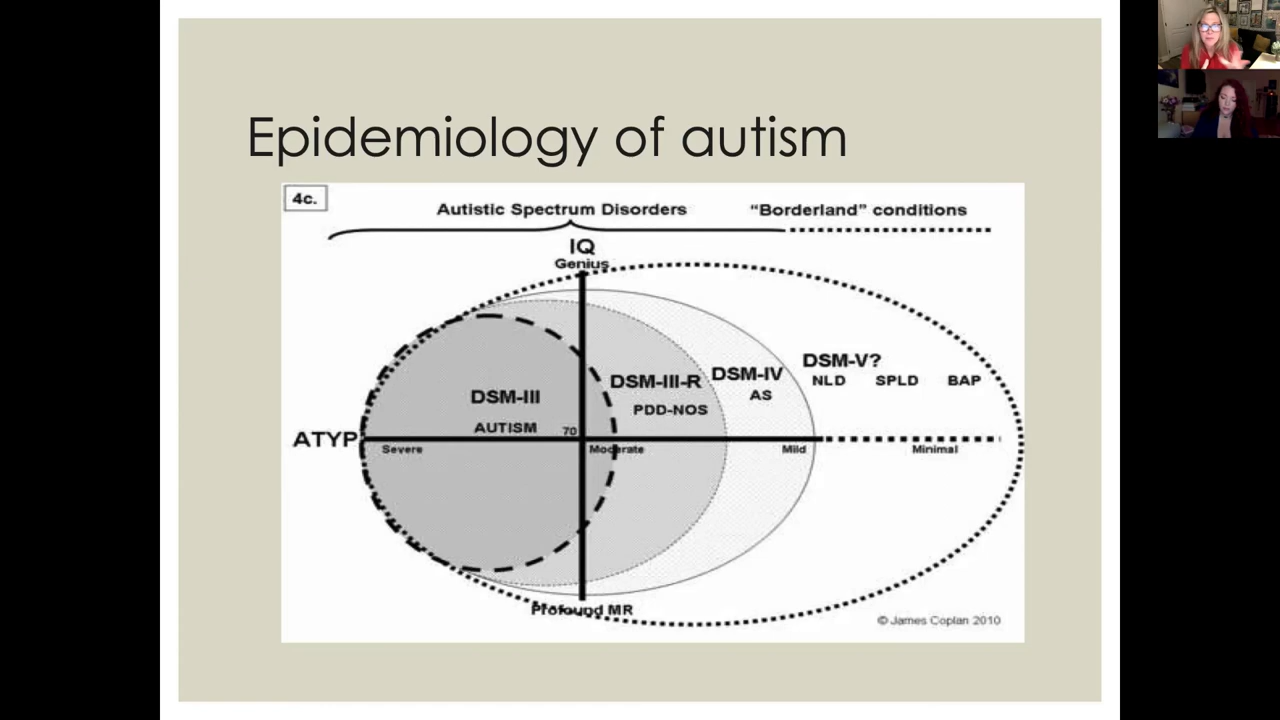 Epidemiology of autism
4c.
Autistic Spectrum Disorders
"Borderland" conditions
IQ
Genius
DSM-III
DSM-III-R
DSM-IV
DSM-V?
NLD SPLD BAP
AS
PDD-NOS
AUTISM
70
ATYP
Severe
Moderate
Mild
Minimal
Profound MR
© James Coplan 2010